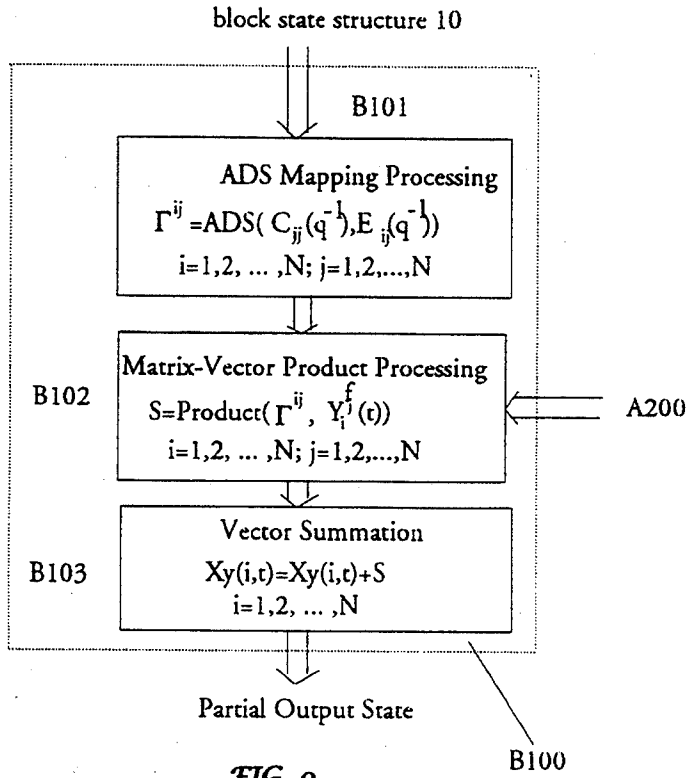 block state structure 10
B101
ADS Mapping Processing
Γ^ij =ADS( C_jj(q^-1),E_ij(q^-1))
i=1,2, ... ,N; j=1,2,...,N
Matrix-Vector Product Processing
B102
S=Product( Γ^ij , Y_i^f_j(t))
A200
i=1,2, ... ,N; j=1,2,...,N
Vector Summation
B103
Xy(i,t)=Xy(i,t)+S
i=1,2, ... ,N
Partial Output State
B100
FIG. 9